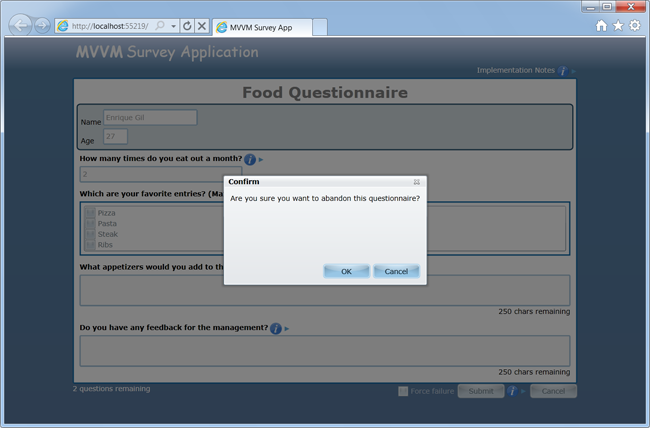 http://localhost:55219/
MVVM Survey App
MVVM Survey Application
Implementation Notes
Food Questionnaire
Name Enrique Gil
Age 27
How many times do you eat out a month?
2
Which are your favorite entries? (Ma
Pizza
Pasta
Steak
Ribs
Confirm
Are you sure you want to abandon this questionnaire?
OK Cancel
What appetizers would you add to th
250 chars remaining
Do you have any feedback for the management?
250 chars remaining
2 questions remaining
Force failure Submit Cancel